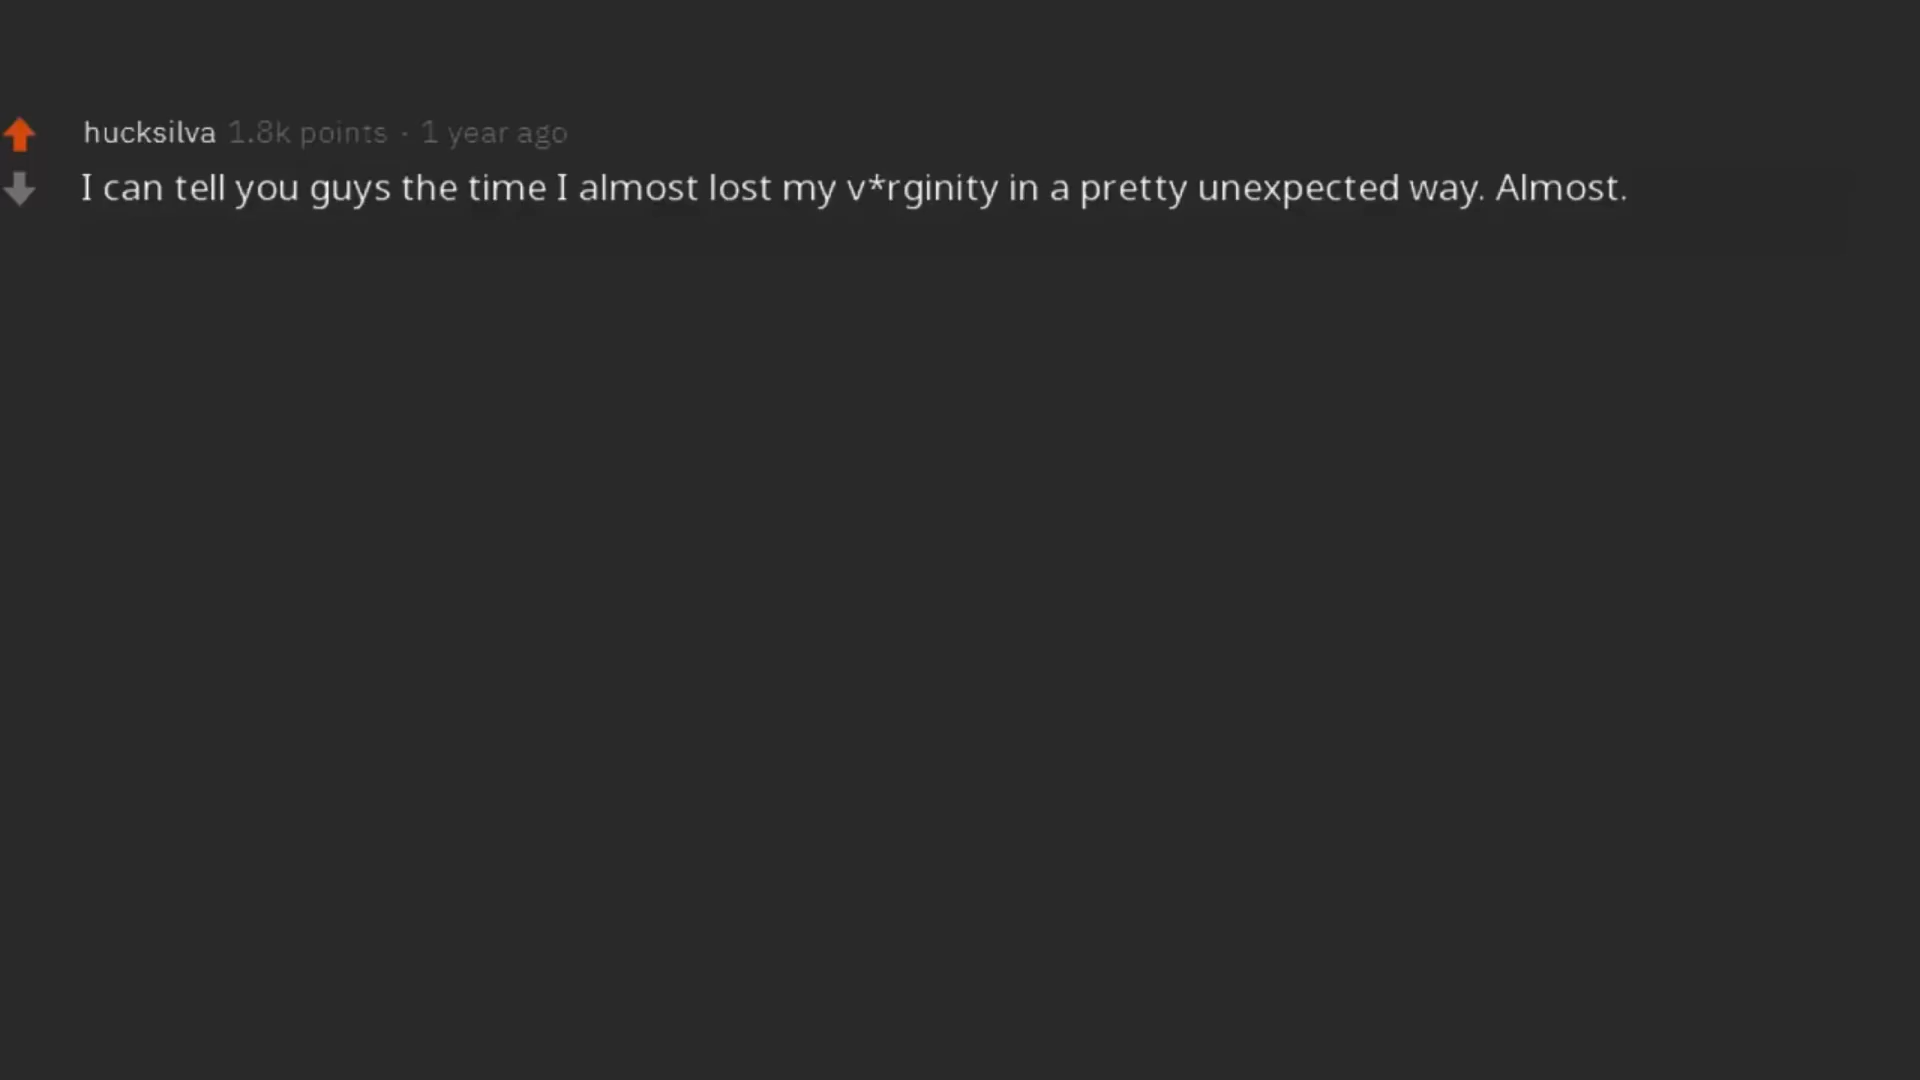 hucksilva 1.8k points · 1 year ago
I can tell you guys the time I almost lost my v*rginity in a pretty unexpected way. Almost.